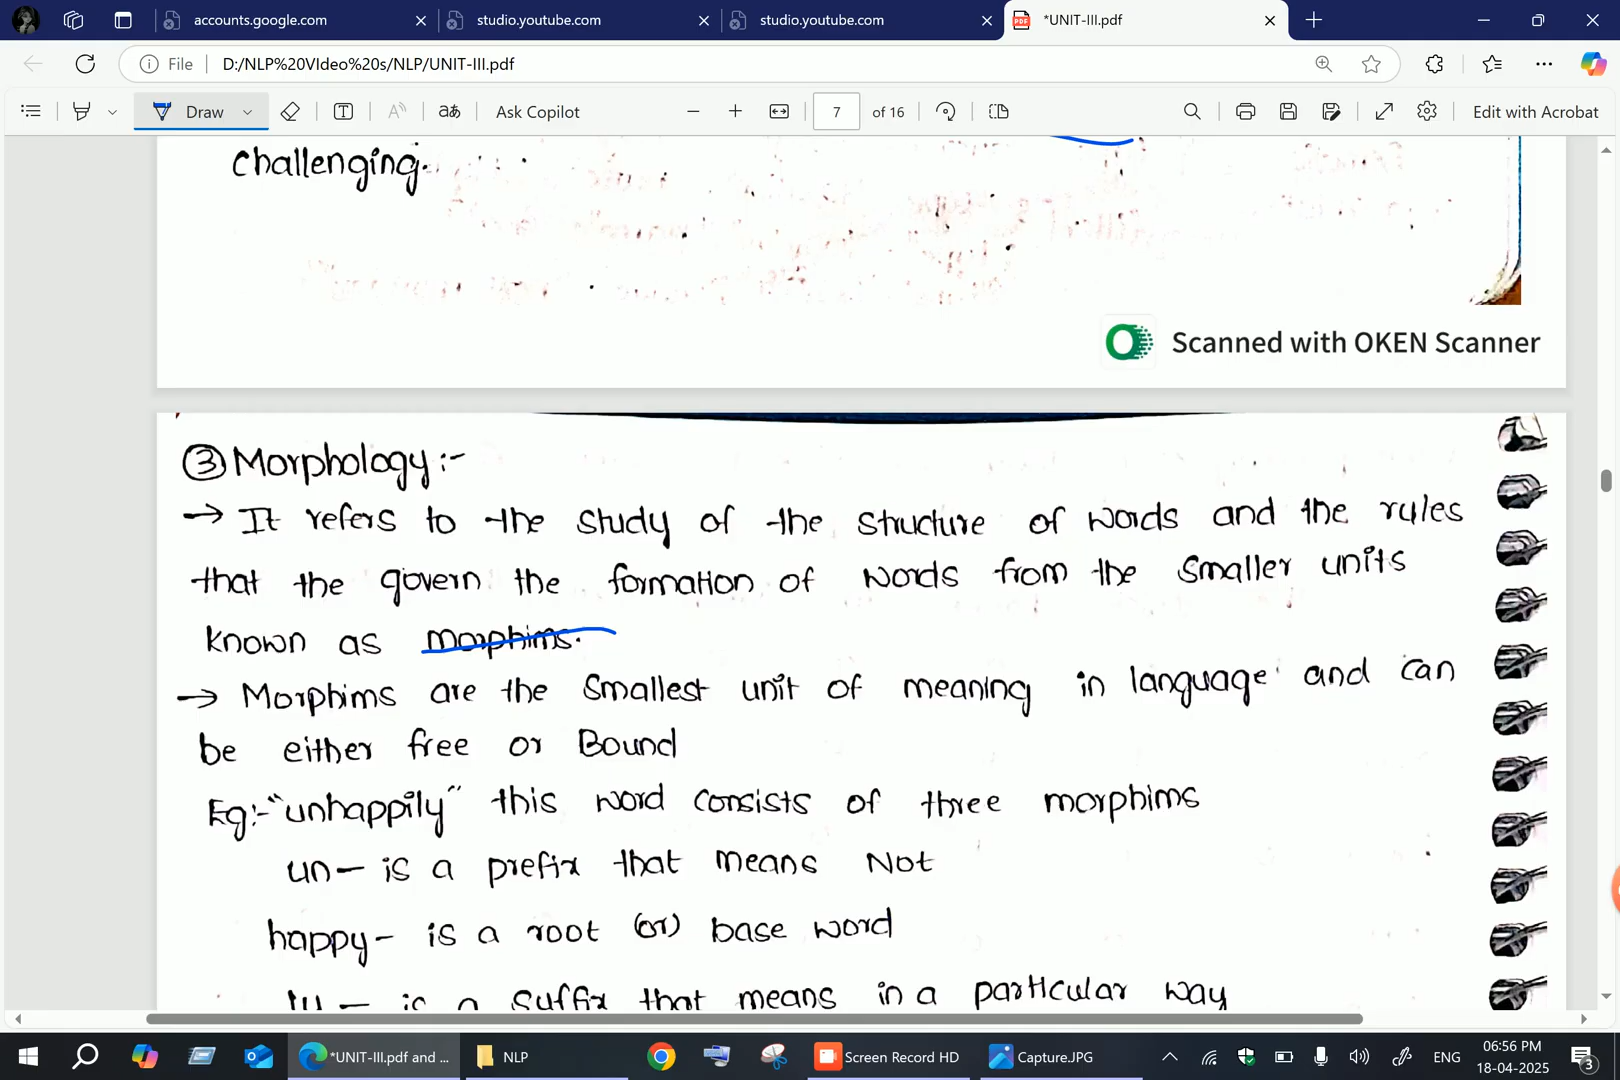 accounts.google.com
studio.youtube.com
studio.youtube.com
*UNIT-III.pdf
File
D:/NLP%20VIdeo%20s/NLP/UNIT-III.pdf
Draw
Ask Copilot
7
of 16
Edit with Acrobat
challenging.
Scanned with OKEN Scanner
③ Morphology:-
→ It refers to the study of the structure of words and the rules
that the govern the formation of words from the smaller units
known as morphims.
→ Morphims are the smallest unit of meaning in language and can
be either free or Bound
Eg:- "unhappily" this word consists of three morphims
un- is a prefix that means Not
happy- is a root (or) base word
ly - is a suffix that means in a particular way
*UNIT-III.pdf and ...
NLP
Screen Record HD
Capture.JPG
ENG
06:56 PM
18-04-2025
3